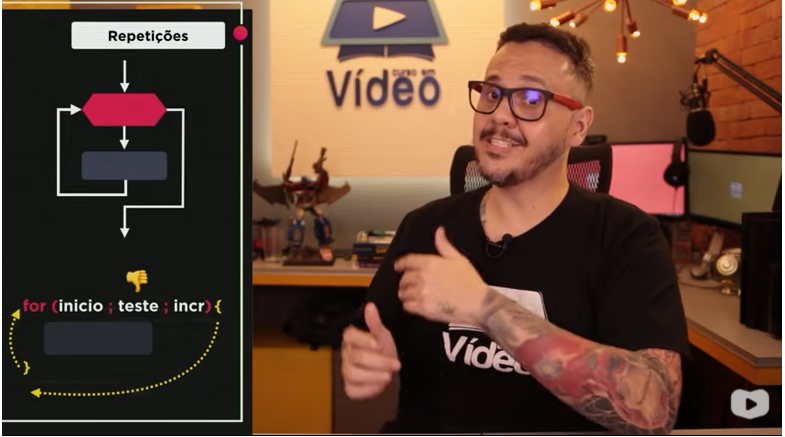 Repetições
for (inicio ; teste ; incr) {
}
curso em
Vídeo
Vídeo